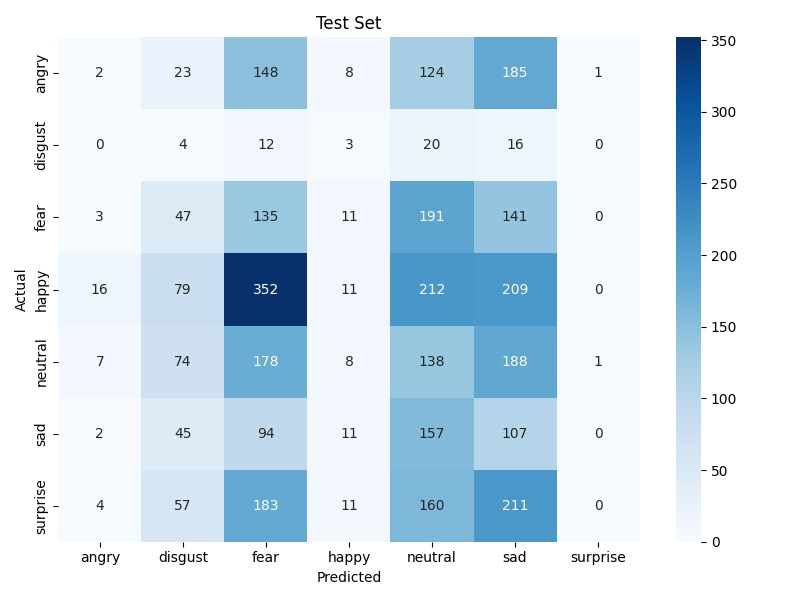 Test Set
Actual
angry 2 23 148 8 124 185 1
disgust 0 4 12 3 20 16 0
fear 3 47 135 11 191 141 0
happy 16 79 352 11 212 209 0
neutral 7 74 178 8 138 188 1
sad 2 45 94 11 157 107 0
surprise 4 57 183 11 160 211 0
angry disgust fear happy neutral sad surprise
Predicted
350
300
250
200
150
100
50
0